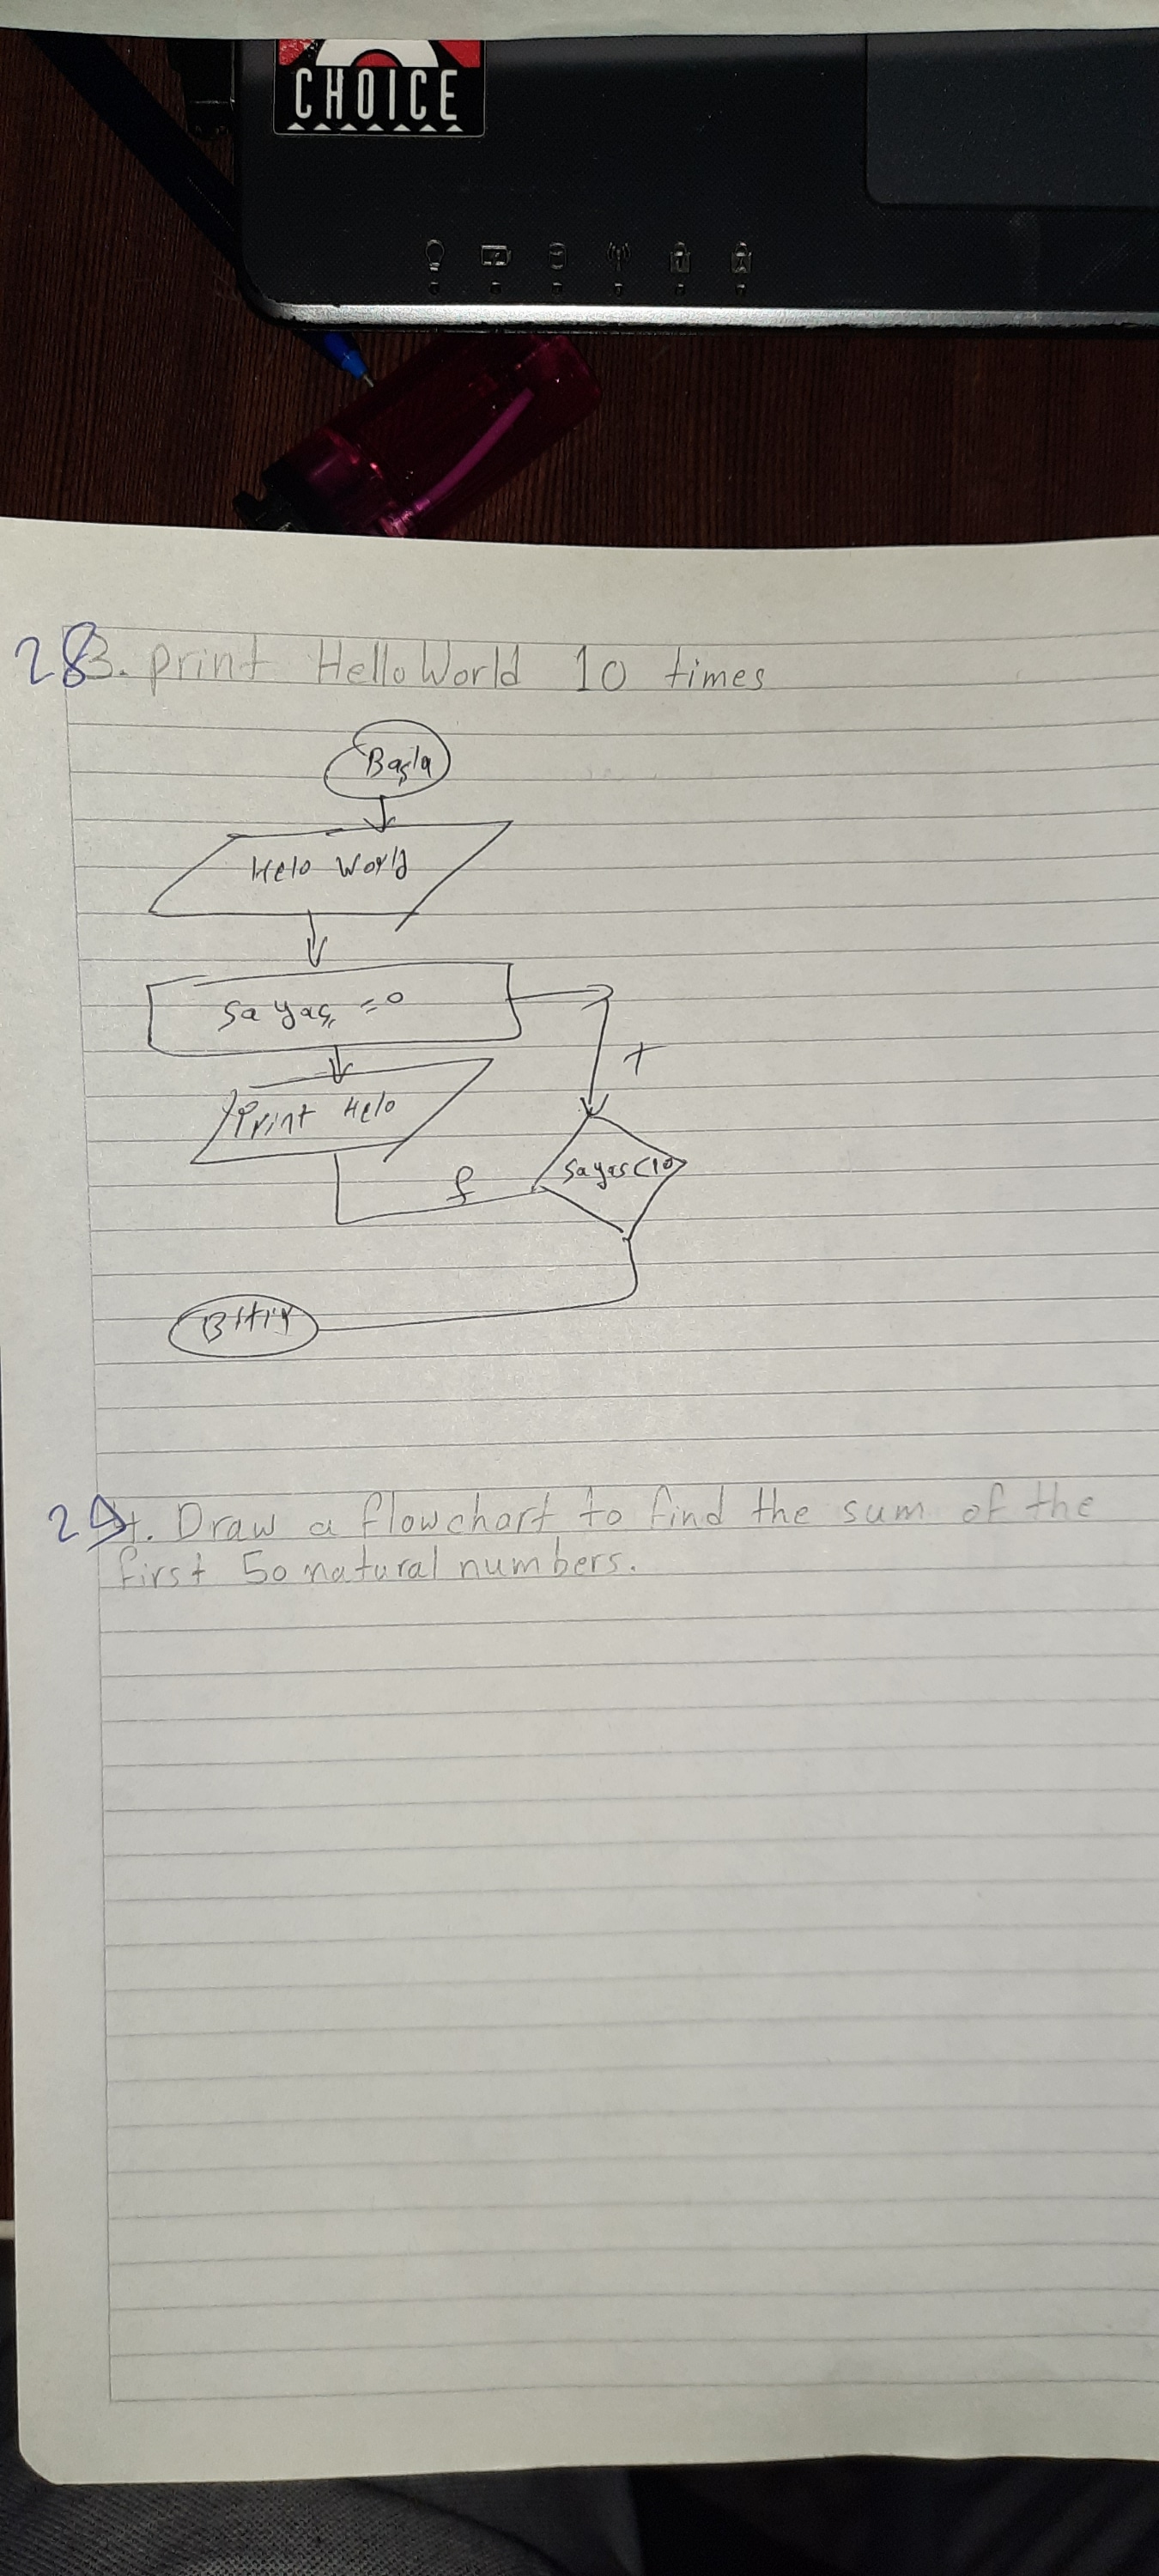 CHOICE
28. print Hello World 10 times
Başla
Helo World
Sayaç = 0
Print Helo
t
Sayaç<10
f
Bitir
29. Draw a flowchart to find the sum of the
first 50 natural numbers.